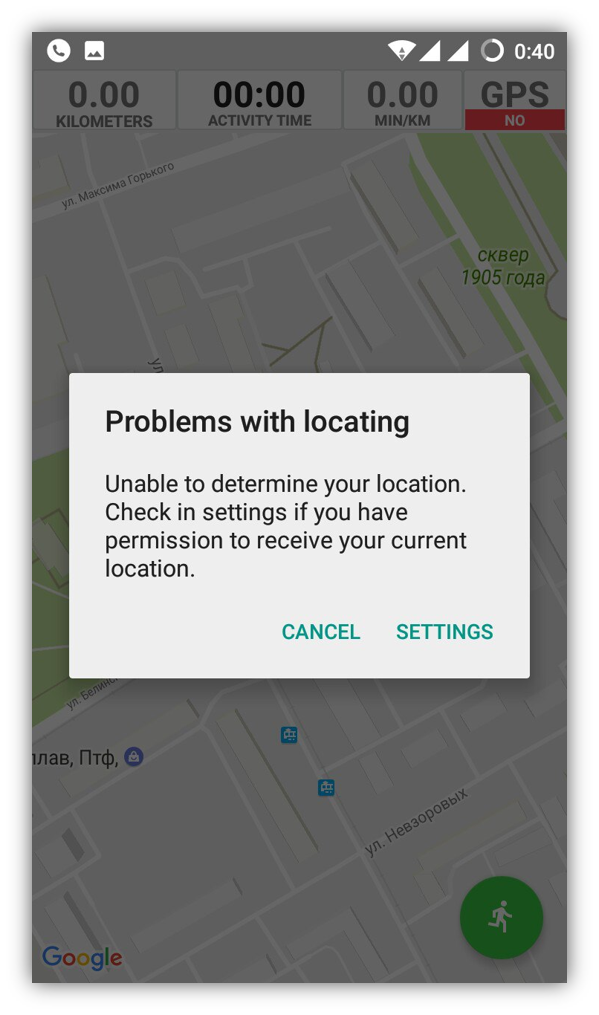 0:40
0.00 00:00 0.00 GPS
KILOMETERS ACTIVITY TIME MIN/KM NO
ул. Максима Горького
сквер
1905 года
ул
Problems with locating
Unable to determine your location.
Check in settings if you have
permission to receive your current
location.
CANCEL SETTINGS
ул. Белинс
плав, Птф,
ул. Невзоровых
Google